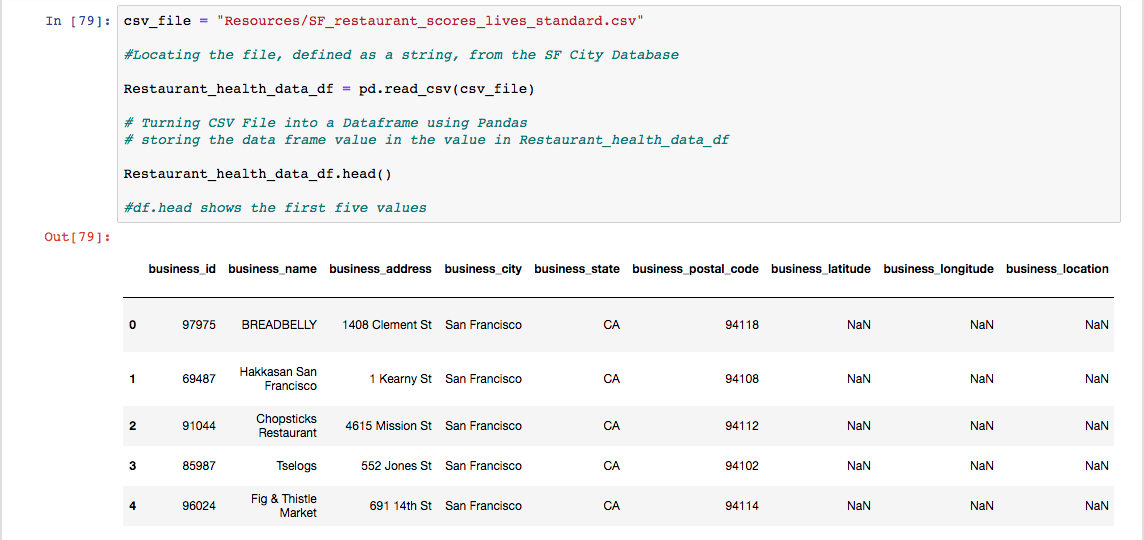 In [79]: csv_file = "Resources/SF_restaurant_scores_lives_standard.csv"
#Locating the file, defined as a string, from the SF City Database
Restaurant_health_data_df = pd.read_csv(csv_file)
# Turning CSV File into a Dataframe using Pandas
# storing the data frame value in the value in Restaurant_health_data_df
Restaurant_health_data_df.head()
#df.head shows the first five values
Out[79]:
business_id business_name business_address business_city business_state business_postal_code business_latitude business_longitude business_location
0 97975 BREADBELLY 1408 Clement St San Francisco CA 94118 NaN NaN NaN
1 69487 Hakkasan San Francisco 1 Kearny St San Francisco CA 94108 NaN NaN NaN
2 91044 Chopsticks Restaurant 4615 Mission St San Francisco CA 94112 NaN NaN NaN
3 85987 Tselogs 552 Jones St San Francisco CA 94102 NaN NaN NaN
4 96024 Fig & Thistle Market 691 14th St San Francisco CA 94114 NaN NaN NaN